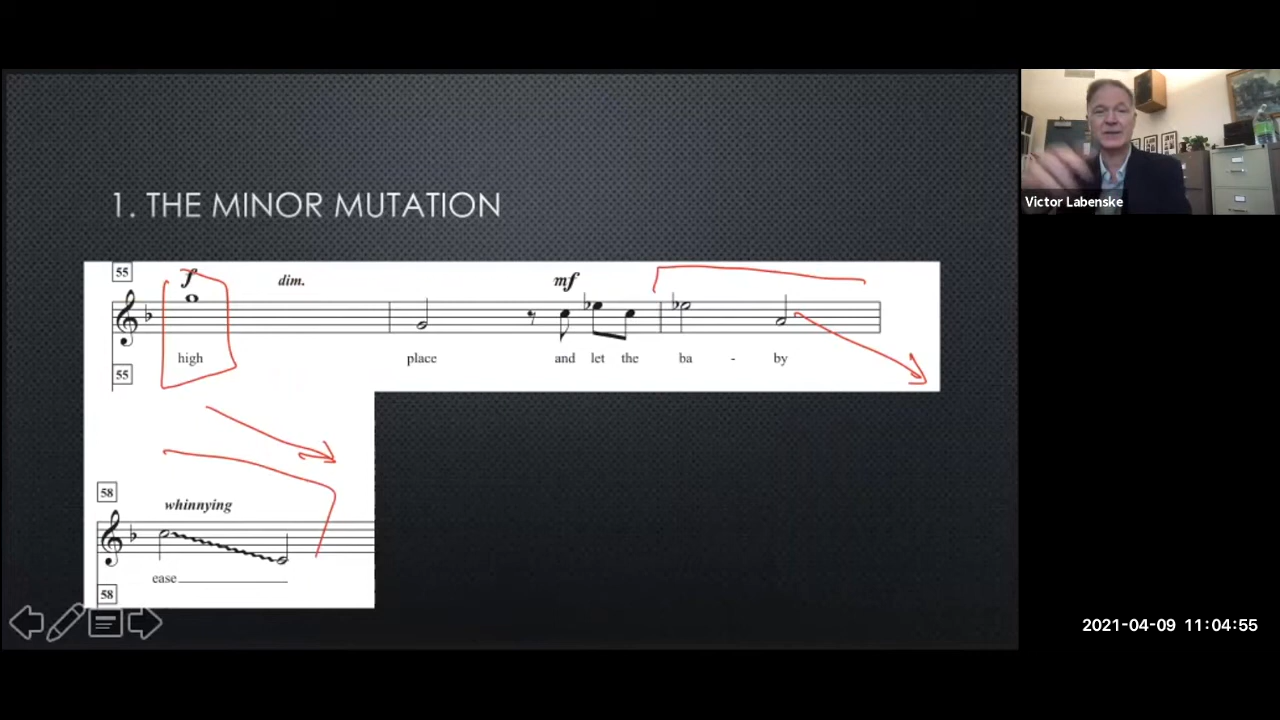 1. THE MINOR MUTATION
55
f dim. mf
high place and let the ba - by
55
58
whinnying
ease
58
Victor Labenske
2021-04-09 11:04:55